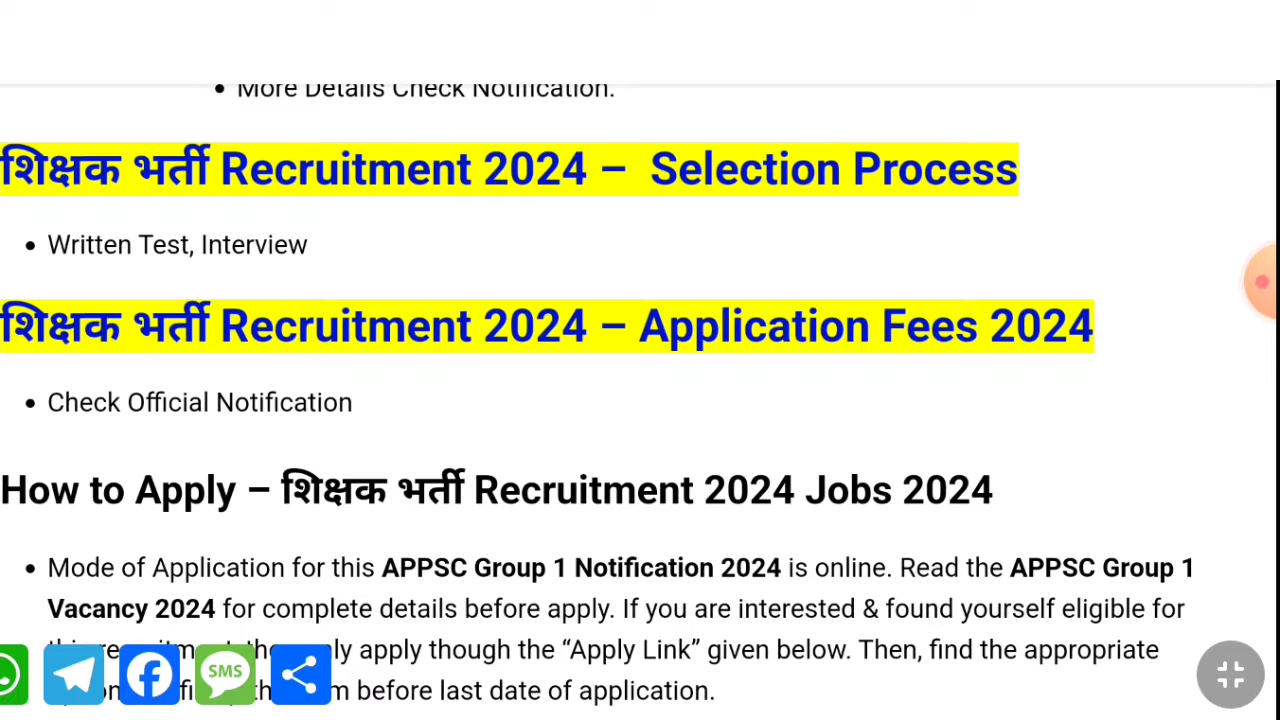 More Details Check Notification.
शिक्षक भर्ती Recruitment 2024 – Selection Process
Written Test, Interview
शिक्षक भर्ती Recruitment 2024 – Application Fees 2024
Check Official Notification
How to Apply – शिक्षक भर्ती Recruitment 2024 Jobs 2024
Mode of Application for this APPSC Group 1 Notification 2024 is online. Read the APPSC Group 1
Vacancy 2024 for complete details before apply. If you are interested & found yourself eligible for
apply though the “Apply Link” given below. Then, find the appropriate
before last date of application.
SMS